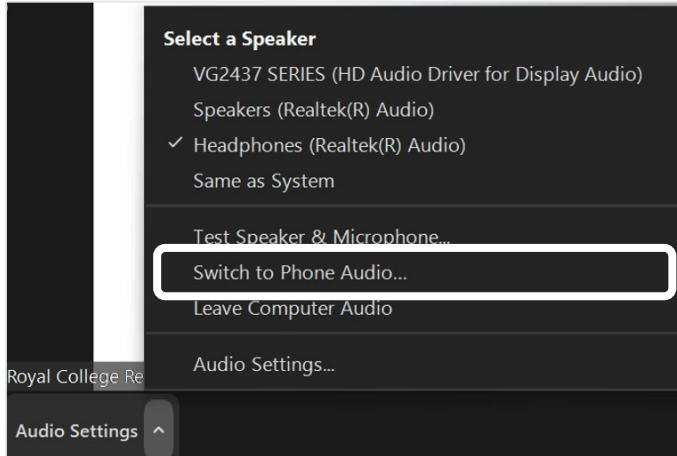 Select a Speaker
VG2437 SERIES (HD Audio Driver for Display Audio)
Speakers (Realtek(R) Audio)
Headphones (Realtek(R) Audio)
Same as System
Test Speaker & Microphone...
Switch to Phone Audio...
Leave Computer Audio
Audio Settings...
Royal College Re
Audio Settings